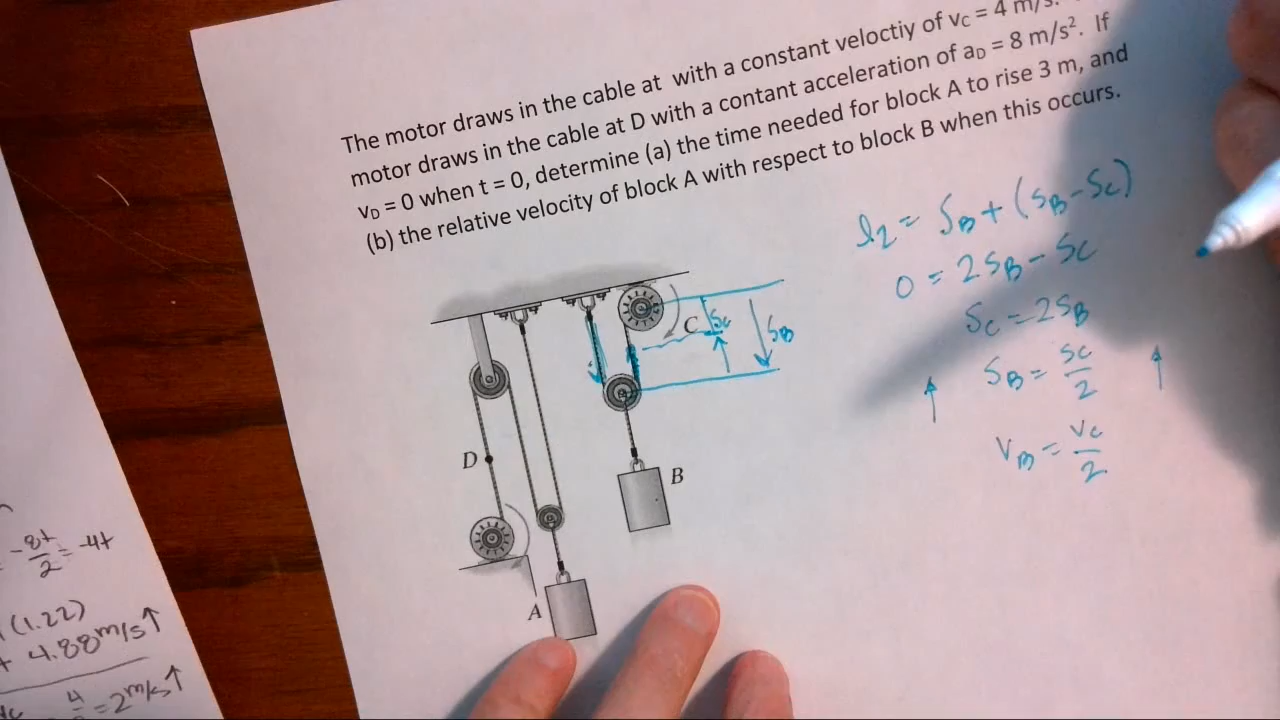 The motor draws in the cable at with a constant veloctiy of vC = 4 m/s.
motor draws in the cable at D with a contant acceleration of aD = 8 m/s². If
vD = 0 when t = 0, determine (a) the time needed for block A to rise 3 m, and
(b) the relative velocity of block A with respect to block B when this occurs.
l2 = SB + (SB - SC)
0 = 2SB - SC
SC = 2SB
SB = SC/2
VB = VC/2
C
SC
SB
D
B
A
-8t/2 = -4t
(1.22)
4.88 m/s ↑
4
= 2 m/s ↑